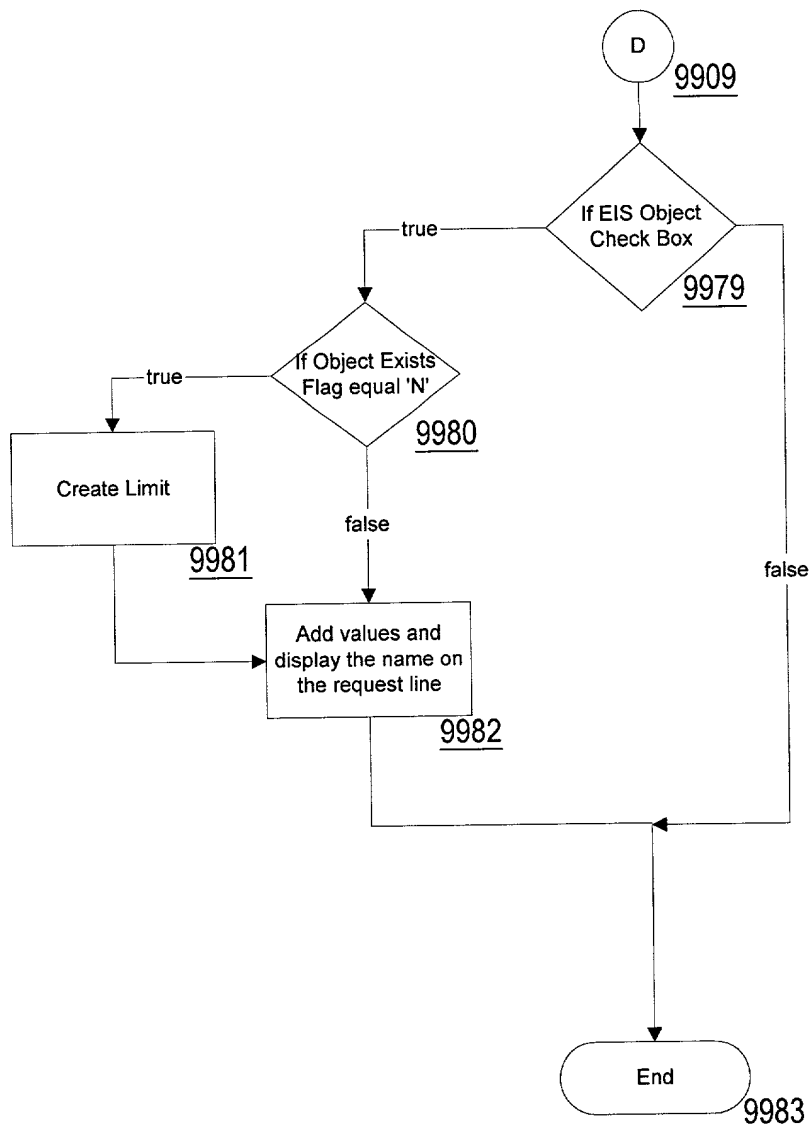 D
9909
If EIS Object
Check Box
9979
true
false
If Object Exists
Flag equal 'N'
9980
true
false
Create Limit
9981
Add values and
display the name on
the request line
9982
End
9983